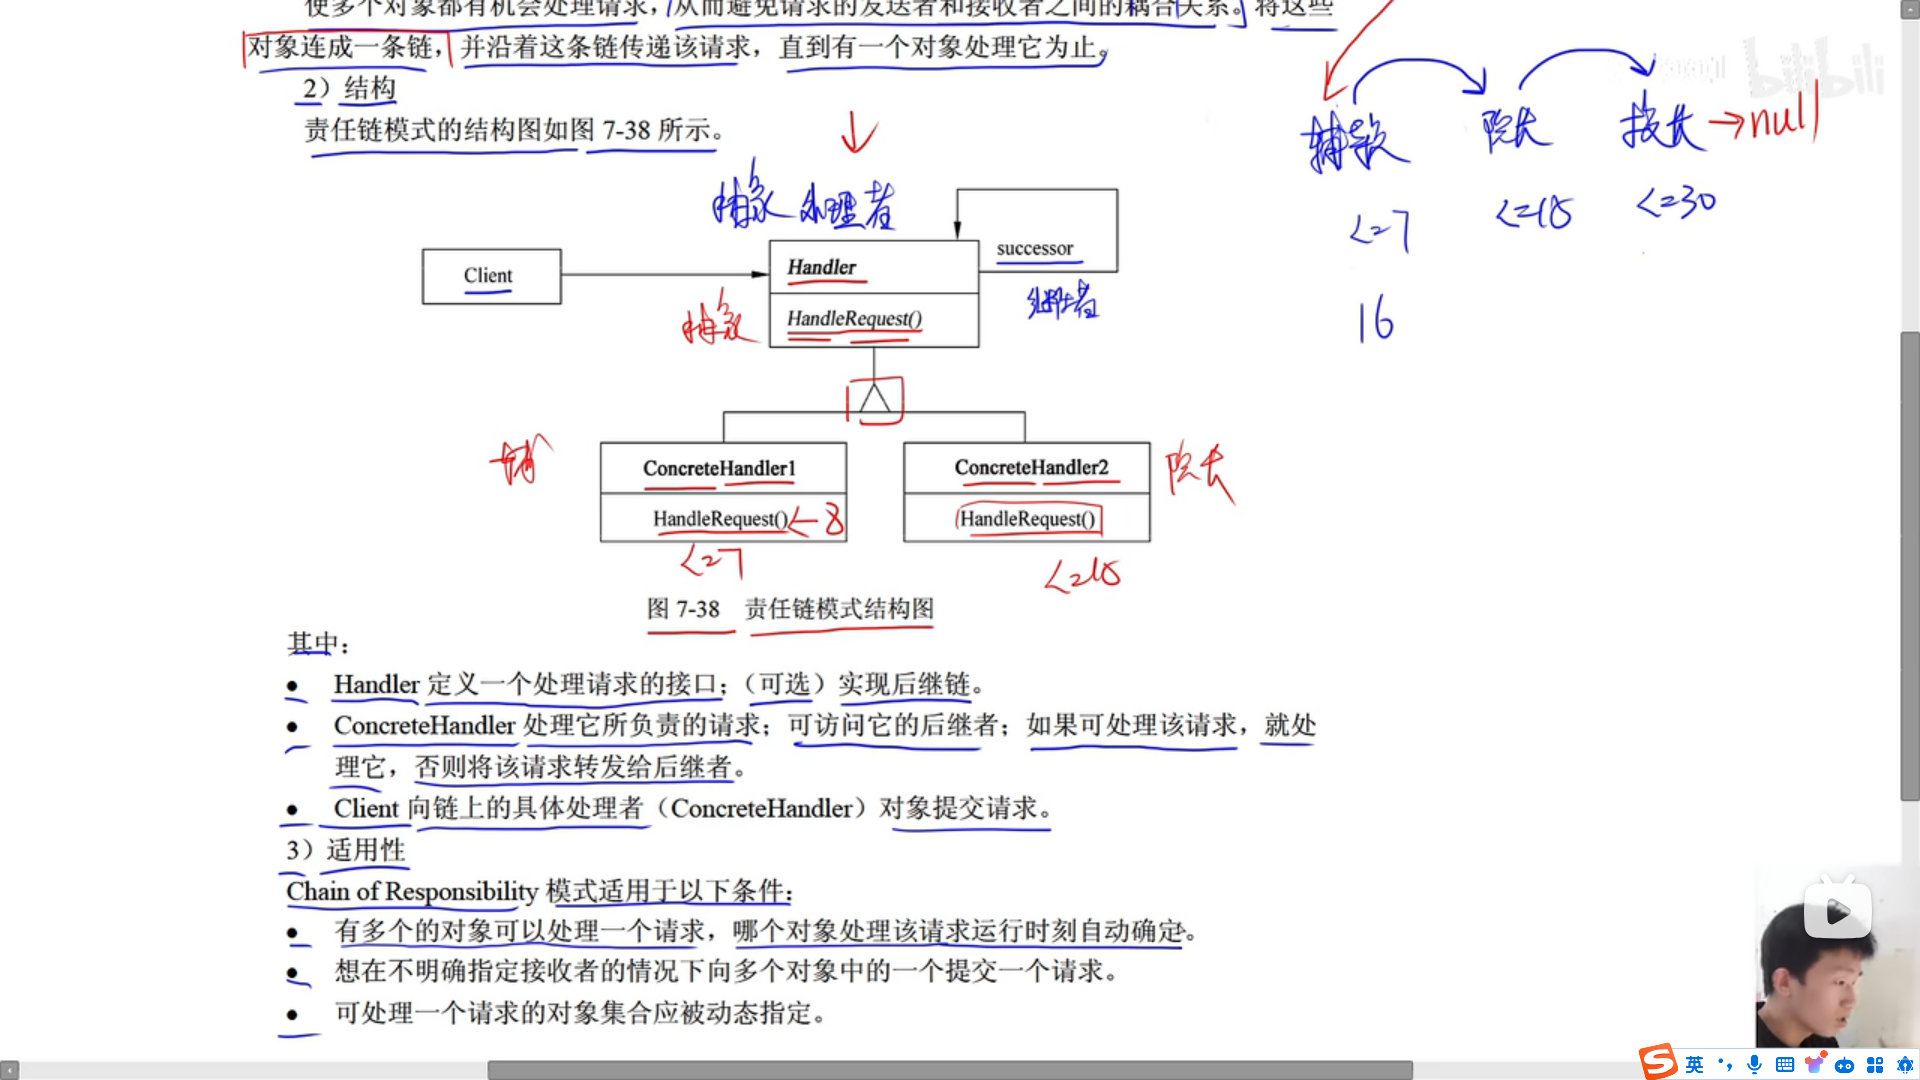 使多个对象都有机会处理请求，从而避免请求的发送者和接收者之间的耦合关系。将这些
对象连成一条链，并沿着这条链传递该请求，直到有一个对象处理它为止。
2）结构
责任链模式的结构图如图 7-38 所示。
bilibili
辅导 院长 校长 →null
<=7 <=15 <=30
16
抽象处理者
Client
Handler
successor
继任者
抽象
HandleRequest()
辅
ConcreteHandler1
ConcreteHandler2
院长
HandleRequest() ←8
HandleRequest()
<=7
<=15
图 7-38 责任链模式结构图
其中：
● Handler 定义一个处理请求的接口；（可选）实现后继链。
● ConcreteHandler 处理它所负责的请求；可访问它的后继者；如果可处理该请求，就处
理它，否则将该请求转发给后继者。
● Client 向链上的具体处理者（ConcreteHandler）对象提交请求。
3）适用性
Chain of Responsibility 模式适用于以下条件：
● 有多个的对象可以处理一个请求，哪个对象处理该请求运行时刻自动确定。
● 想在不明确指定接收者的情况下向多个对象中的一个提交一个请求。
● 可处理一个请求的对象集合应被动态指定。
英